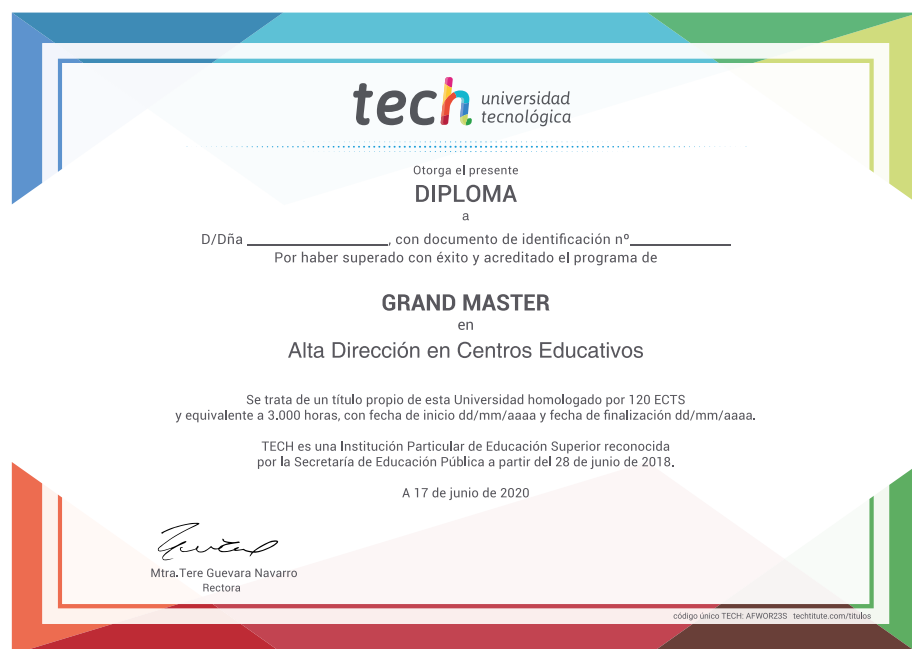 tech universidad
tecnológica
Otorga el presente
DIPLOMA
a
D/Dña ____________________, con documento de identificación nº______________
Por haber superado con éxito y acreditado el programa de
GRAND MASTER
en
Alta Dirección en Centros Educativos
Se trata de un título propio de esta Universidad homologado por 120 ECTS
y equivalente a 3.000 horas, con fecha de inicio dd/mm/aaaa y fecha de finalización dd/mm/aaaa.
TECH es una Institución Particular de Educación Superior reconocida
por la Secretaría de Educación Pública a partir del 28 de junio de 2018.
A 17 de junio de 2020
Mtra.Tere Guevara Navarro
Rectora
código único TECH: AFWOR23S techtitute.com/titulos